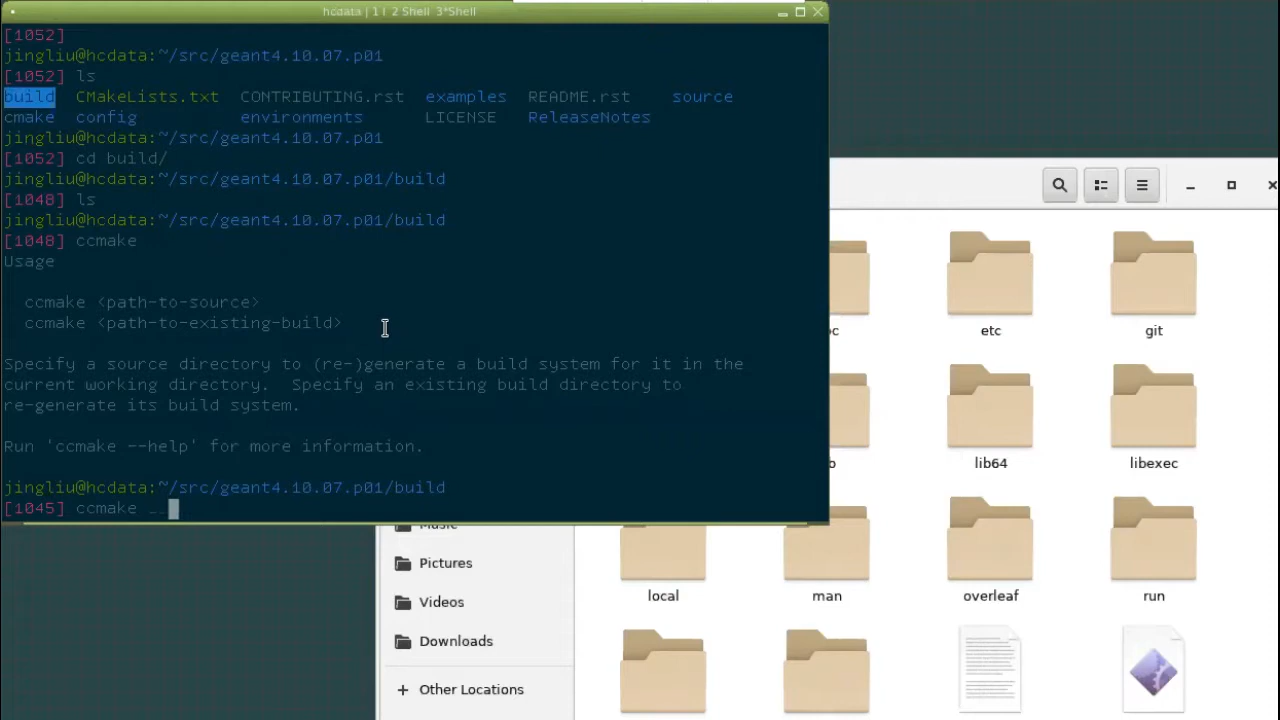 hcdata | 1 ( 2 Shell 3*Shell
[1052]
jingliu@hcdata:~/src/geant4.10.07.p01
[1052] ls
build CMakeLists.txt CONTRIBUTING.rst examples README.rst source
cmake config environments LICENSE ReleaseNotes
jingliu@hcdata:~/src/geant4.10.07.p01
[1052] cd build/
jingliu@hcdata:~/src/geant4.10.07.p01/build
[1048] ls
jingliu@hcdata:~/src/geant4.10.07.p01/build
[1048] ccmake
Usage
ccmake <path-to-source>
ccmake <path-to-existing-build>
Specify a source directory to (re-)generate a build system for it in the
current working directory.  Specify an existing build directory to
re-generate its build system.
Run 'ccmake --help' for more information.
jingliu@hcdata:~/src/geant4.10.07.p01/build
[1045] ccmake ..
etc
git
lib64
libexec
Music
Pictures
Videos
Downloads
Other Locations
local
man
overleaf
run